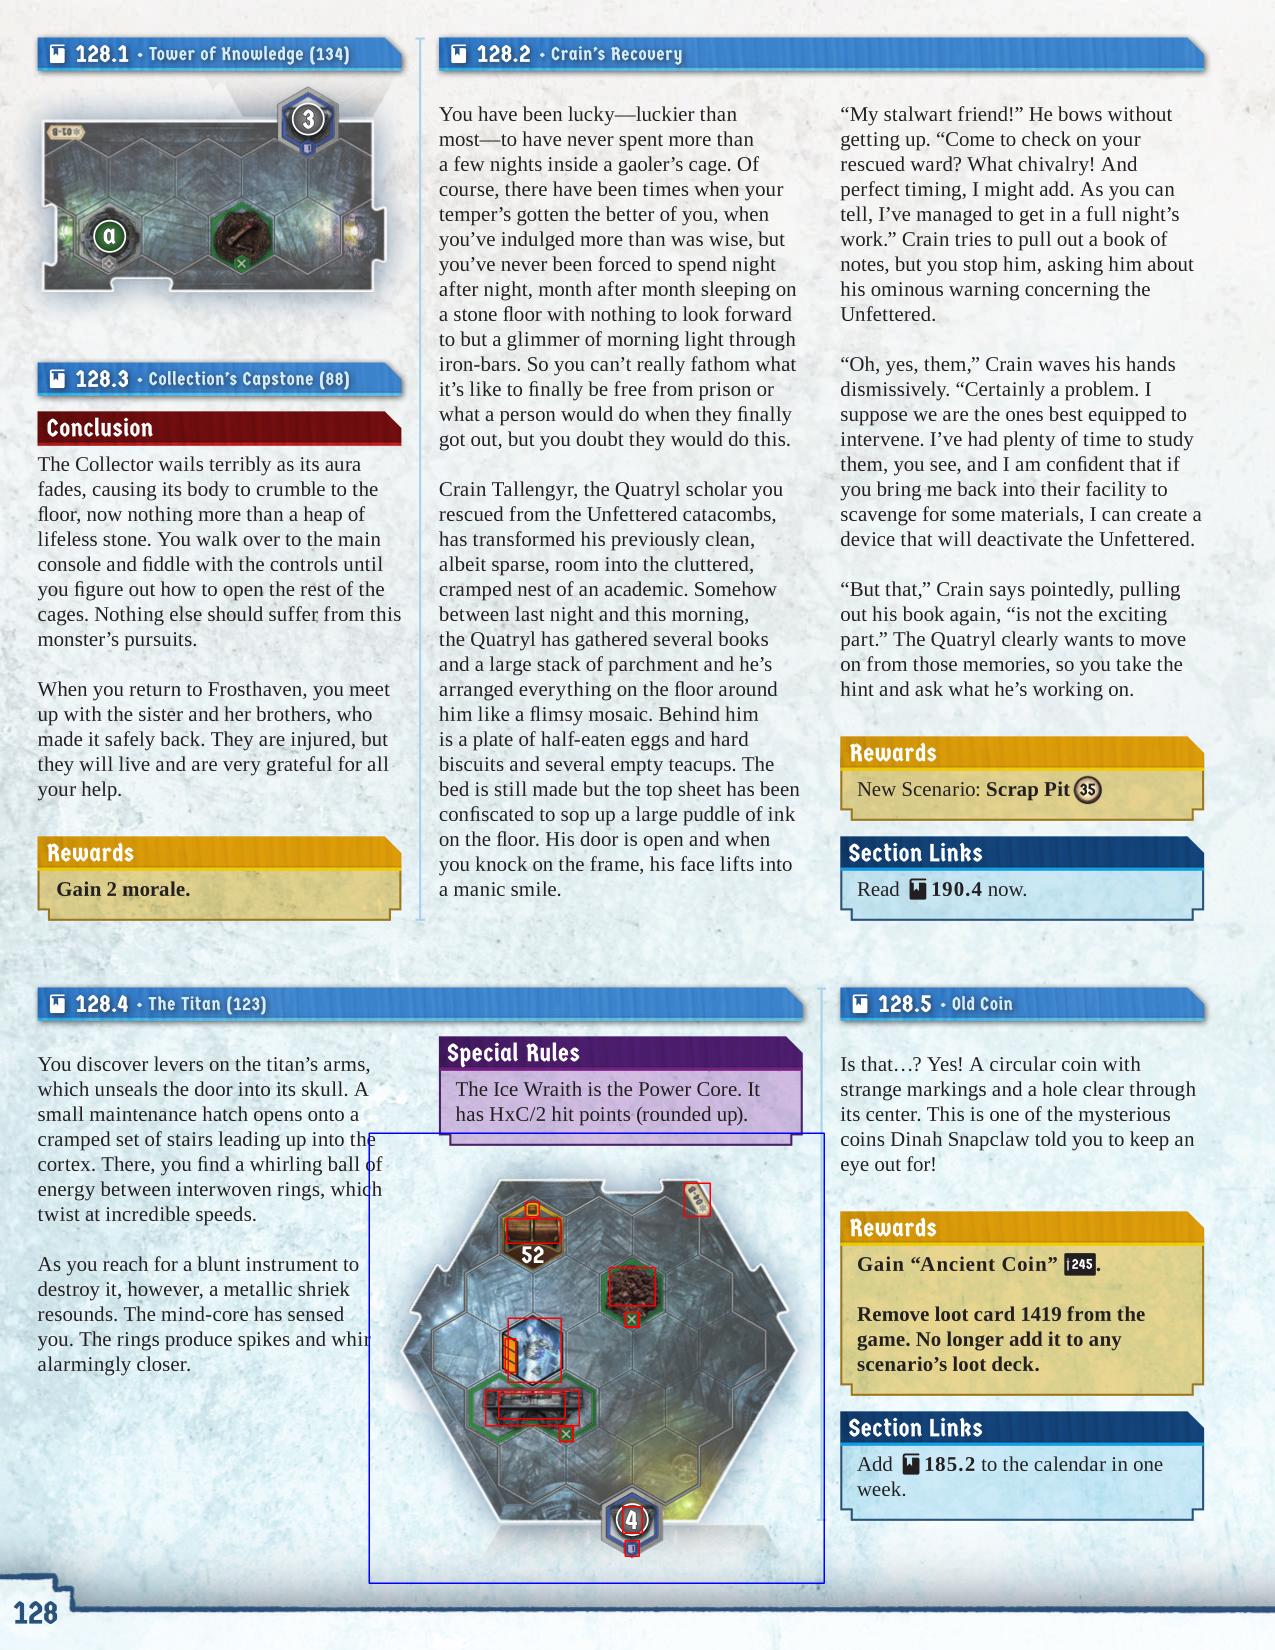 128.1 • Tower of Knowledge (134)
01-B
3
a
128.3 • Collection's Capstone (88)
Conclusion
The Collector wails terribly as its aura
fades, causing its body to crumble to the
floor, now nothing more than a heap of
lifeless stone. You walk over to the main
console and fiddle with the controls until
you figure out how to open the rest of the
cages. Nothing else should suffer from this
monster's pursuits.
When you return to Frosthaven, you meet
up with the sister and her brothers, who
made it safely back. They are injured, but
they will live and are very grateful for all
your help.
Rewards
Gain 2 morale.
128.2 • Crain's Recovery
You have been lucky—luckier than
most—to have never spent more than
a few nights inside a gaoler's cage. Of
course, there have been times when your
temper's gotten the better of you, when
you've indulged more than was wise, but
you've never been forced to spend night
after night, month after month sleeping on
a stone floor with nothing to look forward
to but a glimmer of morning light through
iron-bars. So you can't really fathom what
it's like to finally be free from prison or
what a person would do when they finally
got out, but you doubt they would do this.
Crain Tallengyr, the Quatryl scholar you
rescued from the Unfettered catacombs,
has transformed his previously clean,
albeit sparse, room into the cluttered,
cramped nest of an academic. Somehow
between last night and this morning,
the Quatryl has gathered several books
and a large stack of parchment and he's
arranged everything on the floor around
him like a flimsy mosaic. Behind him
is a plate of half-eaten eggs and hard
biscuits and several empty teacups. The
bed is still made but the top sheet has been
confiscated to sop up a large puddle of ink
on the floor. His door is open and when
you knock on the frame, his face lifts into
a manic smile.
“My stalwart friend!” He bows without
getting up. “Come to check on your
rescued ward? What chivalry! And
perfect timing, I might add. As you can
tell, I've managed to get in a full night's
work.” Crain tries to pull out a book of
notes, but you stop him, asking him about
his ominous warning concerning the
Unfettered.
“Oh, yes, them,” Crain waves his hands
dismissively. “Certainly a problem. I
suppose we are the ones best equipped to
intervene. I've had plenty of time to study
them, you see, and I am confident that if
you bring me back into their facility to
scavenge for some materials, I can create a
device that will deactivate the Unfettered.
“But that,” Crain says pointedly, pulling
out his book again, “is not the exciting
part.” The Quatryl clearly wants to move
on from those memories, so you take the
hint and ask what he's working on.
Rewards
New Scenario: Scrap Pit 35
Section Links
Read 190.4 now.
128.4 • The Titan (123)
You discover levers on the titan's arms,
which unseals the door into its skull. A
small maintenance hatch opens onto a
cramped set of stairs leading up into the
cortex. There, you find a whirling ball of
energy between interwoven rings, which
twist at incredible speeds.
As you reach for a blunt instrument to
destroy it, however, a metallic shriek
resounds. The mind-core has sensed
you. The rings produce spikes and whir
alarmingly closer.
Special Rules
The Ice Wraith is the Power Core. It
has HxC/2 hit points (rounded up).
04-B
52
4
128.5 • Old Coin
Is that…? Yes! A circular coin with
strange markings and a hole clear through
its center. This is one of the mysterious
coins Dinah Snapclaw told you to keep an
eye out for!
Rewards
Gain “Ancient Coin” 245.
Remove loot card 1419 from the
game. No longer add it to any
scenario's loot deck.
Section Links
Add 185.2 to the calendar in one
week.
128